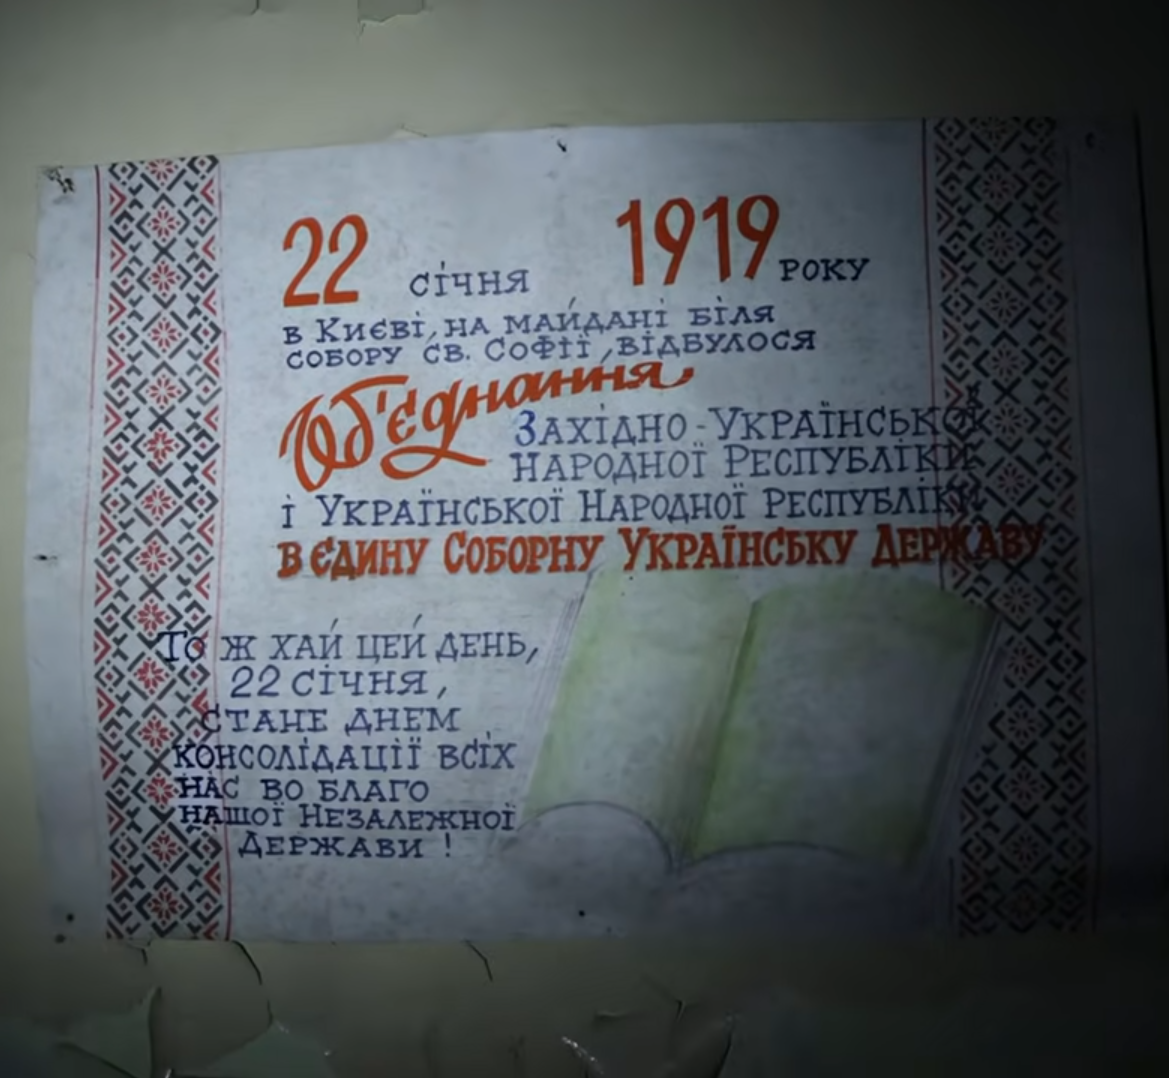 22 січня 1919 року
в Києві, на майдані біля
собору св. Софії, відбулося
Об'єднання
Західно-Української
Народної Республіки
і Української Народної Республіки
в єдину Соборну Українську Державу
То ж хай цей день,
22 січня,
стане днем
консолідації всіх
нас во благо
нашої Незалежної
Держави!